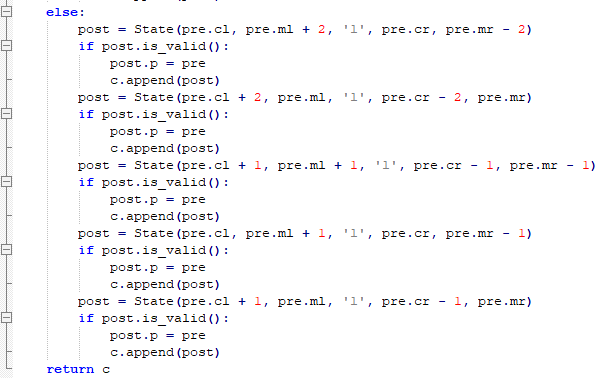 else:
post = State(pre.cl, pre.ml + 2, 'l', pre.cr, pre.mr - 2)
if post.is_valid():
post.p = pre
c.append(post)
post = State(pre.cl + 2, pre.ml, 'l', pre.cr - 2, pre.mr)
if post.is_valid():
post.p = pre
c.append(post)
post = State(pre.cl + 1, pre.ml + 1, 'l', pre.cr - 1, pre.mr - 1)
if post.is_valid():
post.p = pre
c.append(post)
post = State(pre.cl, pre.ml + 1, 'l', pre.cr, pre.mr - 1)
if post.is_valid():
post.p = pre
c.append(post)
post = State(pre.cl + 1, pre.ml, 'l', pre.cr - 1, pre.mr)
if post.is_valid():
post.p = pre
c.append(post)
return c